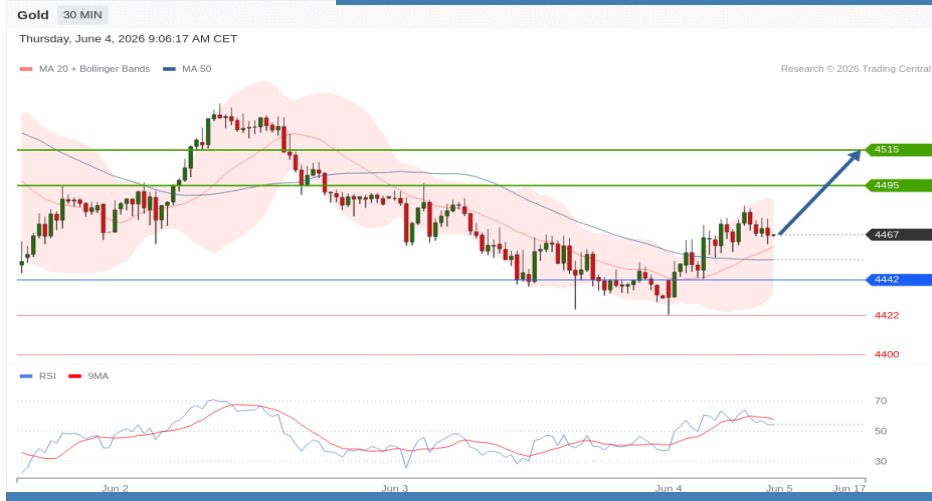 Gold 30 MIN
Thursday, June 4, 2026 9:06:17 AM CET
MA 20 + Bollinger Bands MA 50 Research © 2026 Trading Central
4515
4495
4467
4442
4422
4400
RSI 9MA
70
50
30
Jun 2 Jun 3 Jun 4 Jun 5 Jun 17